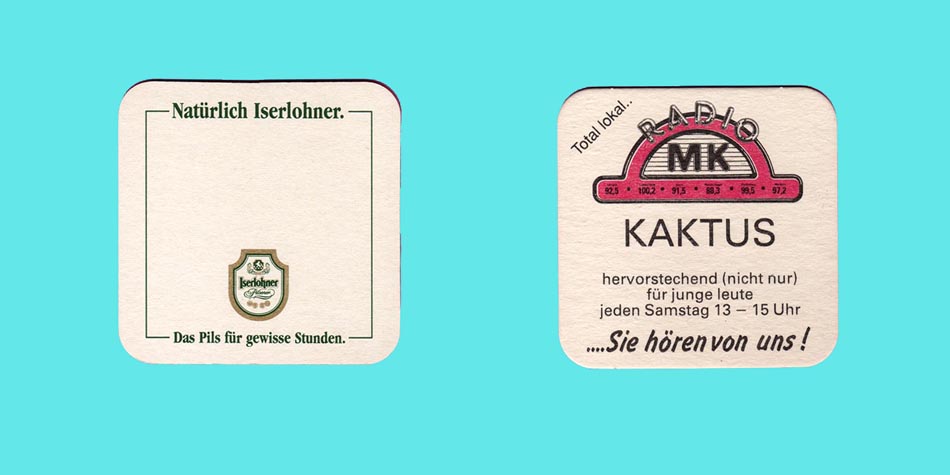 Natürlich Iserlohner.
Iserlohner
Pilsener
Das Pils für gewisse Stunden.
Total lokal..
RADIO
MK
92,5 100,2 91,5 88,3 99,5 97,2
KAKTUS
hervorstechend (nicht nur)
für junge leute
jeden Samstag 13 – 15 Uhr
....Sie hören von uns!